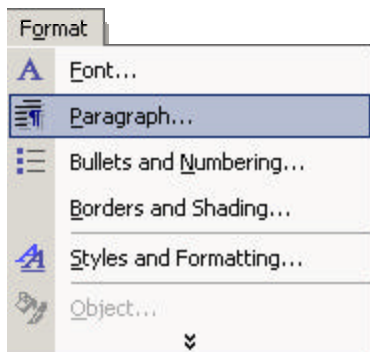 Format
Font...
Paragraph...
Bullets and Numbering...
Borders and Shading...
Styles and Formatting...
Object...